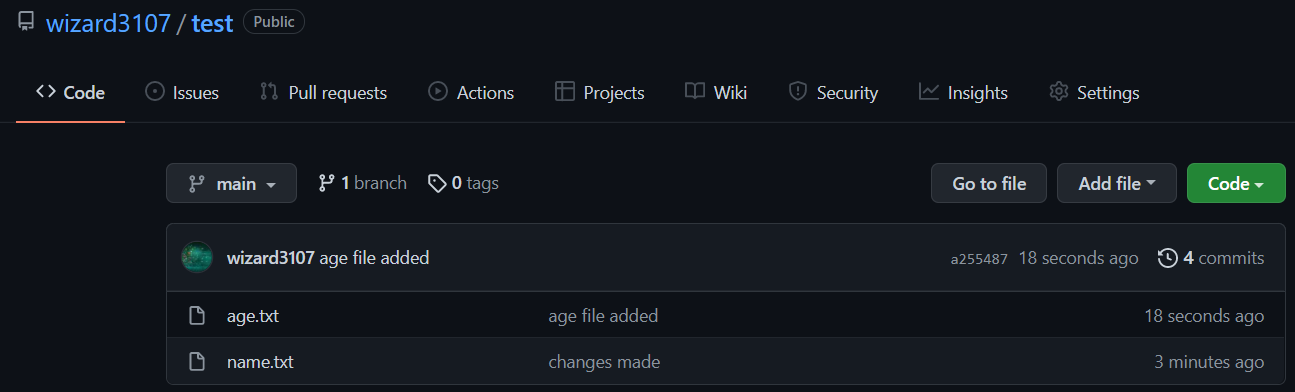 wizard3107 / test Public
Code Issues Pull requests Actions Projects Wiki Security Insights Settings
main 1 branch 0 tags Go to file Add file Code
wizard3107 age file added a255487 18 seconds ago 4 commits
age.txt age file added 18 seconds ago
name.txt changes made 3 minutes ago